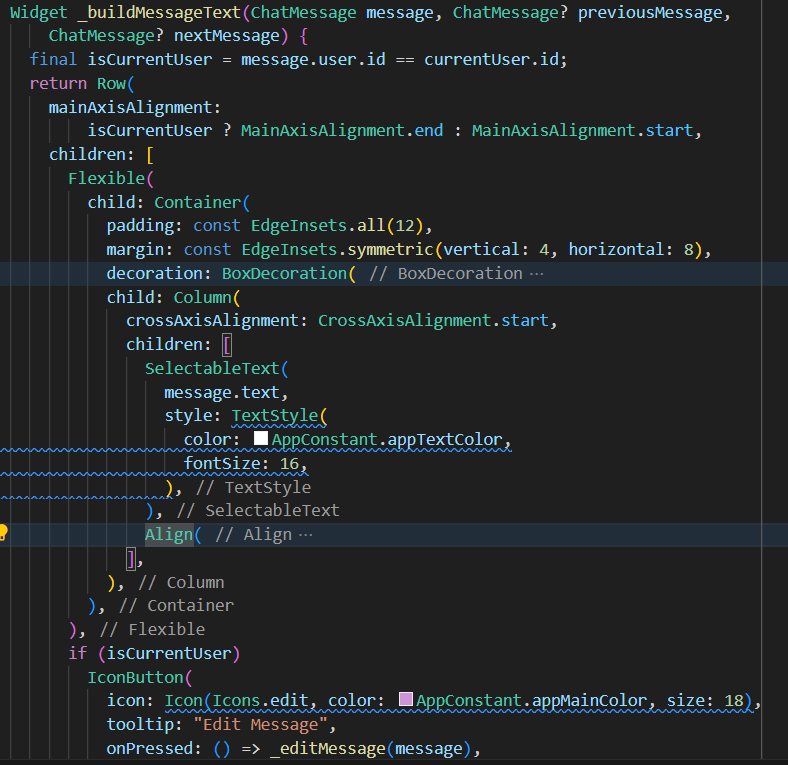 Widget _buildMessageText(ChatMessage message, ChatMessage? previousMessage,
ChatMessage? nextMessage) {
final isCurrentUser = message.user.id == currentUser.id;
return Row(
mainAxisAlignment:
isCurrentUser ? MainAxisAlignment.end : MainAxisAlignment.start,
children: [
Flexible(
child: Container(
padding: const EdgeInsets.all(12),
margin: const EdgeInsets.symmetric(vertical: 4, horizontal: 8),
decoration: BoxDecoration( // BoxDecoration ⋯
child: Column(
crossAxisAlignment: CrossAxisAlignment.start,
children: [
SelectableText(
message.text,
style: TextStyle(
color: AppConstant.appTextColor,
fontSize: 16,
), // TextStyle
), // SelectableText
Align( // Align ⋯
],
), // Column
), // Container
), // Flexible
if (isCurrentUser)
IconButton(
icon: Icon(Icons.edit, color: AppConstant.appMainColor, size: 18),
tooltip: "Edit Message",
onPressed: () => _editMessage(message),